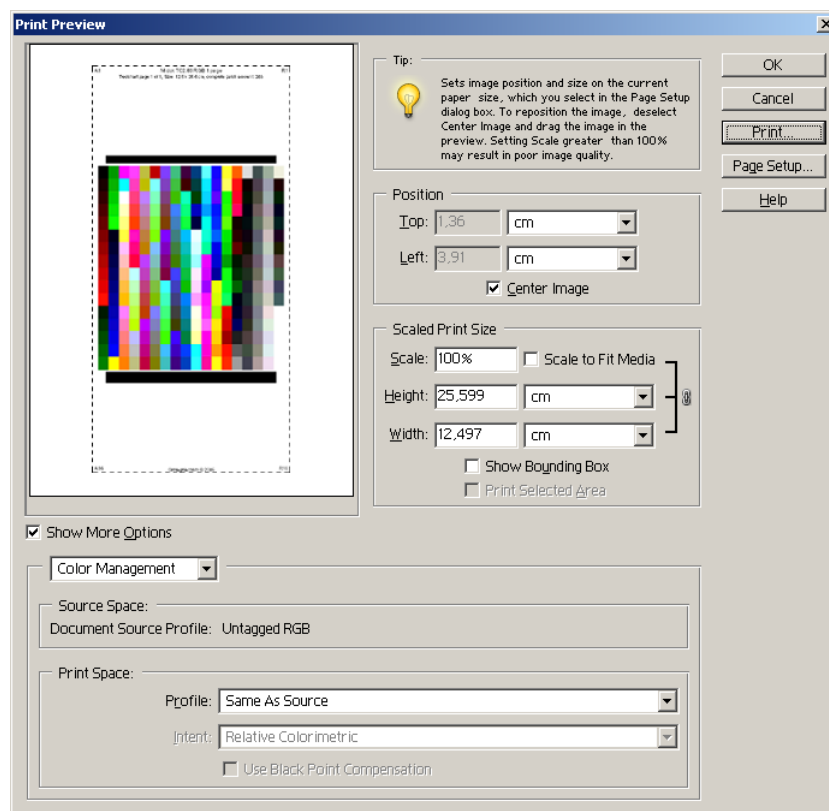 Print Preview
Tip:
Sets image position and size on the current
paper size, which you select in the Page Setup
dialog box. To reposition the image, deselect
Center Image and drag the image in the
preview. Setting Scale greater than 100%
may result in poor image quality.
OK
Cancel
Print...
Page Setup...
Help
Position
Top: 1,36 cm
Left: 3,91 cm
Center Image
Scaled Print Size
Scale: 100% Scale to Fit Media
Height: 25,599 cm
Width: 12,497 cm
Show Bounding Box
Print Selected Area
Show More Options
Color Management
Source Space:
Document Source Profile: Untagged RGB
Print Space:
Profile: Same As Source
Intent: Relative Colorimetric
Use Black Point Compensation